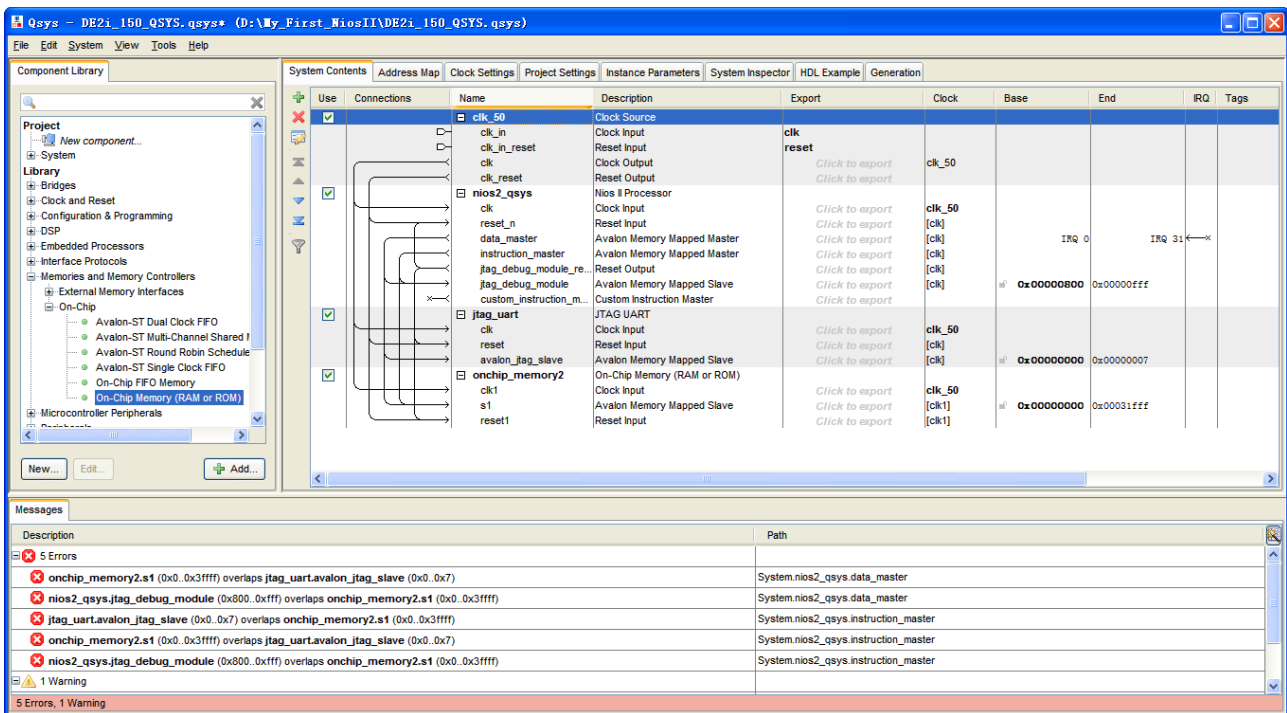 Qsys - DE2i_150_QSYS.qsys* (D:\My_First_NiosII\DE2i_150_QSYS.qsys)
File Edit System View Tools Help
Component Library
Project
New component...
System
Library
Bridges
Clock and Reset
Configuration & Programming
DSP
Embedded Processors
Interface Protocols
Memories and Memory Controllers
External Memory Interfaces
On-Chip
Avalon-ST Dual Clock FIFO
Avalon-ST Multi-Channel Shared
Avalon-ST Round Robin Schedule
Avalon-ST Single Clock FIFO
On-Chip FIFO Memory
On-Chip Memory (RAM or ROM)
Microcontroller Peripherals
New... Edit... Add...
System Contents Address Map Clock Settings Project Settings Instance Parameters System Inspector HDL Example Generation
Use Connections Name Description Export Clock Base End IRQ Tags
clk_50 Clock Source
clk_in Clock Input clk
clk_in_reset Reset Input reset
clk Clock Output Click to export clk_50
clk_reset Reset Output Click to export
nios2_qsys Nios II Processor
clk Clock Input Click to export clk_50
reset_n Reset Input Click to export [clk]
data_master Avalon Memory Mapped Master Click to export [clk] IRQ 0 IRQ 31
instruction_master Avalon Memory Mapped Master Click to export [clk]
jtag_debug_module_re... Reset Output Click to export [clk]
jtag_debug_module Avalon Memory Mapped Slave Click to export [clk] 0x00000800 0x00000fff
custom_instruction_m... Custom Instruction Master Click to export
jtag_uart JTAG UART
clk Clock Input Click to export clk_50
reset Reset Input Click to export [clk]
avalon_jtag_slave Avalon Memory Mapped Slave Click to export [clk] 0x00000000 0x00000007
onchip_memory2 On-Chip Memory (RAM or ROM)
clk1 Clock Input Click to export clk_50
s1 Avalon Memory Mapped Slave Click to export [clk1] 0x00000000 0x00031fff
reset1 Reset Input Click to export [clk1]
Messages
Description Path
5 Errors
onchip_memory2.s1 (0x0..0x3ffff) overlaps jtag_uart.avalon_jtag_slave (0x0..0x7) System.nios2_qsys.data_master
nios2_qsys.jtag_debug_module (0x800..0xfff) overlaps onchip_memory2.s1 (0x0..0x3ffff) System.nios2_qsys.data_master
jtag_uart.avalon_jtag_slave (0x0..0x7) overlaps onchip_memory2.s1 (0x0..0x3ffff) System.nios2_qsys.instruction_master
onchip_memory2.s1 (0x0..0x3ffff) overlaps jtag_uart.avalon_jtag_slave (0x0..0x7) System.nios2_qsys.instruction_master
nios2_qsys.jtag_debug_module (0x800..0xfff) overlaps onchip_memory2.s1 (0x0..0x3ffff) System.nios2_qsys.instruction_master
1 Warning
5 Errors, 1 Warning